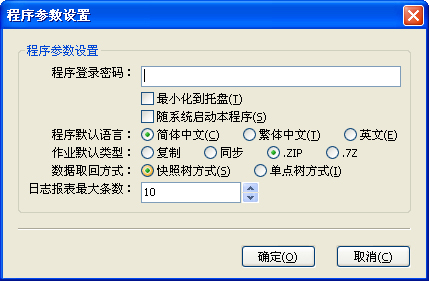 程序参数设置
程序参数设置
程序登录密码：
最小化到托盘(T)
随系统启动本程序(S)
程序默认语言： 简体中文(C) 繁体中文(T) 英文(E)
作业默认类型： 复制 同步 .ZIP .7Z
数据取回方式： 快照树方式(S) 单点树方式(I)
日志报表最大条数： 10
确定(O) 取消(C)